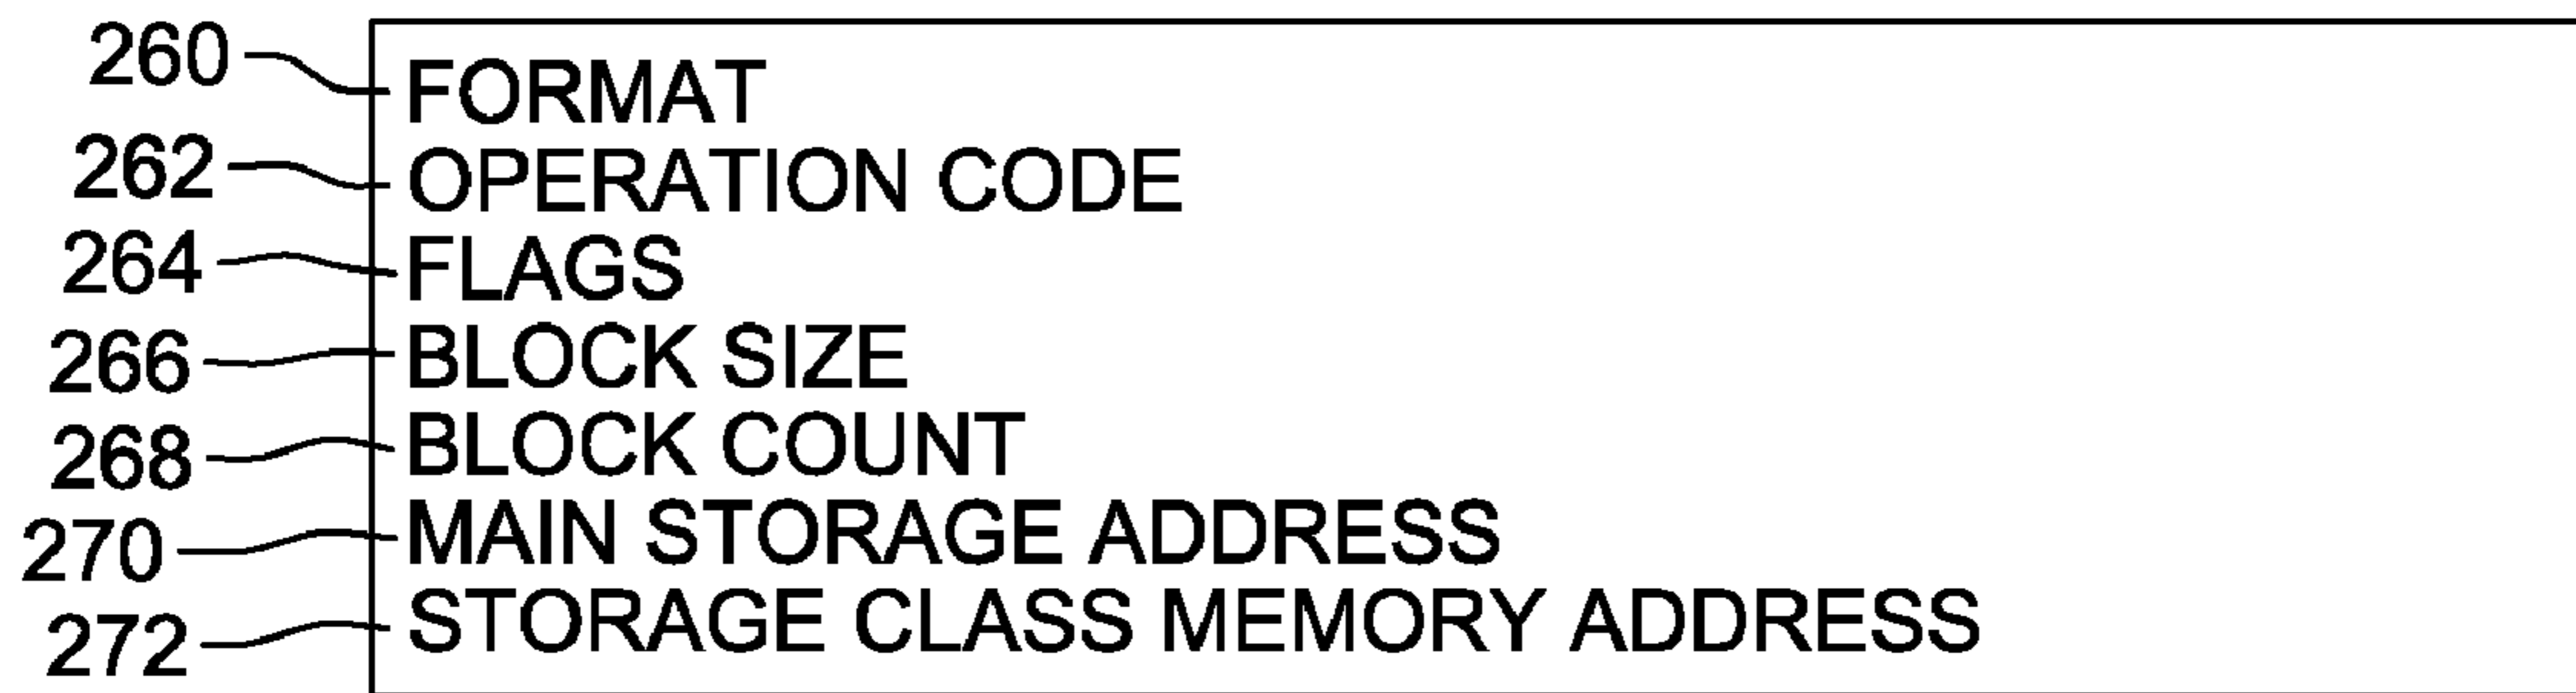 260 FORMAT
262 OPERATION CODE
264 FLAGS
266 BLOCK SIZE
268 BLOCK COUNT
270 MAIN STORAGE ADDRESS
272 STORAGE CLASS MEMORY ADDRESS